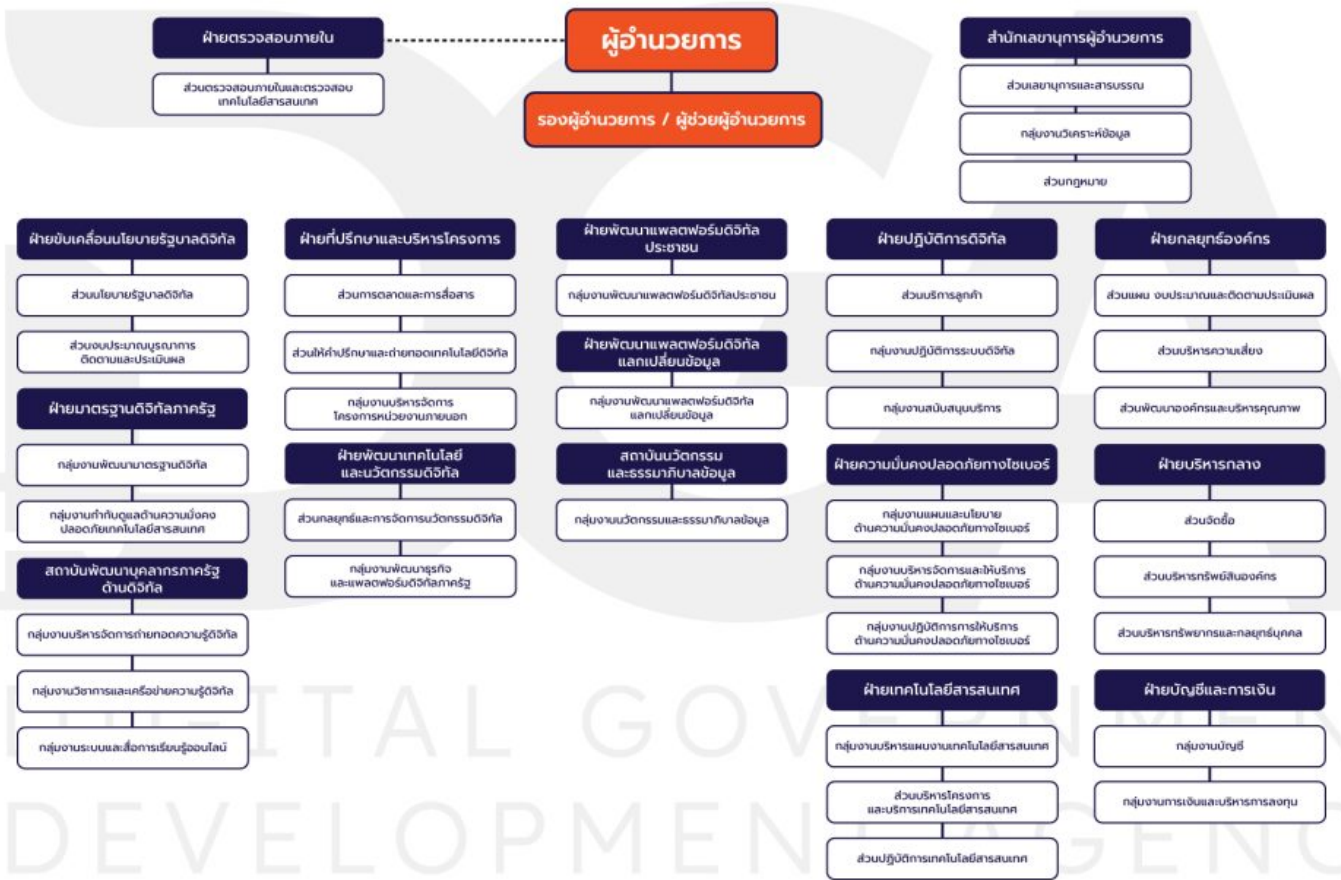 ฝ่ายตรวจสอบภายใน
ส่วนตรวจสอบภายในและตรวจสอบ
เทคโนโลยีสารสนเทศ
ผู้อำนวยการ
รองผู้อำนวยการ / ผู้ช่วยผู้อำนวยการ
สำนักเลขานุการผู้อำนวยการ
ส่วนเลขานุการและสารบรรณ
กลุ่มงานวิเคราะห์ข้อมูล
ส่วนกฎหมาย
ฝ่ายขับเคลื่อนนโยบายรัฐบาลดิจิทัล
ส่วนนโยบายรัฐบาลดิจิทัล
ส่วนงบประมาณบูรณาการ
ติดตามและประเมินผล
ฝ่ายมาตรฐานดิจิทัลภาครัฐ
กลุ่มงานพัฒนามาตรฐานดิจิทัล
กลุ่มงานกำกับดูแลด้านความมั่งคง
ปลอดภัยเทคโนโลยีสารสนเทศ
สถาบันพัฒนาบุคลากรภาครัฐ
ด้านดิจิทัล
กลุ่มงานบริหารจัดการถ่ายทอดความรู้ดิจิทัล
กลุ่มงานวิชาการและเครือข่ายความรู้ดิจิทัล
กลุ่มงานระบบและสื่อการเรียนรู้ออนไลน์
ฝ่ายที่ปรึกษาและบริหารโครงการ
ส่วนการตลาดและการสื่อสาร
ส่วนให้คำปรึกษาและถ่ายทอดเทคโนโลยีดิจิทัล
กลุ่มงานบริหารจัดการ
โครงการหน่วยงานภายนอก
ฝ่ายพัฒนาเทคโนโลยี
และนวัตกรรมดิจิทัล
ส่วนกลยุทธ์และการจัดการนวัตกรรมดิจิทัล
กลุ่มงานพัฒนาธุรกิจ
และแพลตฟอร์มดิจิทัลภาครัฐ
ฝ่ายพัฒนาแพลตฟอร์มดิจิทัล
ประชาชน
กลุ่มงานพัฒนาแพลตฟอร์มดิจิทัลประชาชน
ฝ่ายพัฒนาแพลตฟอร์มดิจิทัล
แลกเปลี่ยนข้อมูล
กลุ่มงานพัฒนาแพลตฟอร์มดิจิทัล
แลกเปลี่ยนข้อมูล
สถาบันนวัตกรรม
และธรรมาภิบาลข้อมูล
กลุ่มงานนวัตกรรมและธรรมาภิบาลข้อมูล
ฝ่ายปฏิบัติการดิจิทัล
ส่วนบริการลูกค้า
กลุ่มงานปฏิบัติการระบบดิจิทัล
กลุ่มงานสนับสนุนบริการ
ฝ่ายความมั่นคงปลอดภัยทางไซเบอร์
กลุ่มงานแผนและนโยบาย
ด้านความมั่นคงปลอดภัยทางไซเบอร์
กลุ่มงานบริหารจัดการและให้บริการ
ด้านความมั่นคงปลอดภัยทางไซเบอร์
กลุ่มงานปฏิบัติการการให้บริการ
ด้านความมั่นคงปลอดภัยทางไซเบอร์
ฝ่ายเทคโนโลยีสารสนเทศ
กลุ่มงานบริหารแผนงานเทคโนโลยีสารสนเทศ
ส่วนบริหารโครงการ
และบริการเทคโนโลยีสารสนเทศ
ส่วนปฏิบัติการเทคโนโลยีสารสนเทศ
ฝ่ายกลยุทธ์องค์กร
ส่วนแผน งบประมาณและติดตามประเมินผล
ส่วนบริหารความเสี่ยง
ส่วนพัฒนาองค์กรและบริหารคุณภาพ
ฝ่ายบริหารกลาง
ส่วนจัดซื้อ
ส่วนบริหารทรัพย์สินองค์กร
ส่วนบริหารทรัพยากรและกลยุทธ์บุคคล
ฝ่ายบัญชีและการเงิน
กลุ่มงานบัญชี
กลุ่มงานการเงินและบริหารการลงทุน
DGA
DIGITAL GOVERNMEN
DEVELOPMENT AGENC